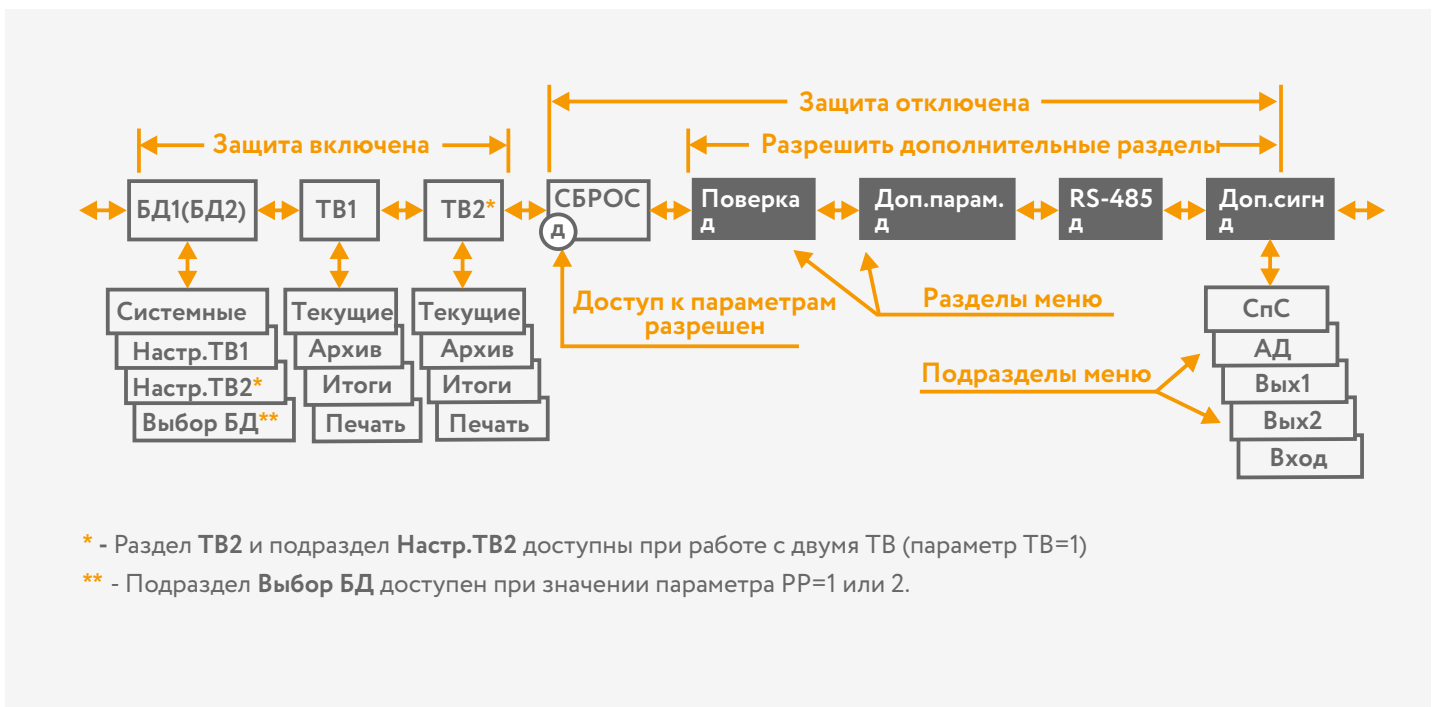 Защита отключена
Защита включена
Разрешить дополнительные разделы
БД1(БД2)
ТВ1
ТВ2*
СБРОС
д
Поверка
д
Доп.парам.
д
RS-485
д
Доп.сигн
д
Системные
Настр.ТВ1
Настр.ТВ2*
Выбор БД**
Текущие
Архив
Итоги
Печать
Текущие
Архив
Итоги
Печать
Доступ к параметрам
разрешен
Разделы меню
Подразделы меню
СпС
АД
Вых1
Вых2
Вход
* - Раздел ТВ2 и подраздел Настр.ТВ2 доступны при работе с двумя ТВ (параметр ТВ=1)
** - Подраздел Выбор БД доступен при значении параметра РР=1 или 2.